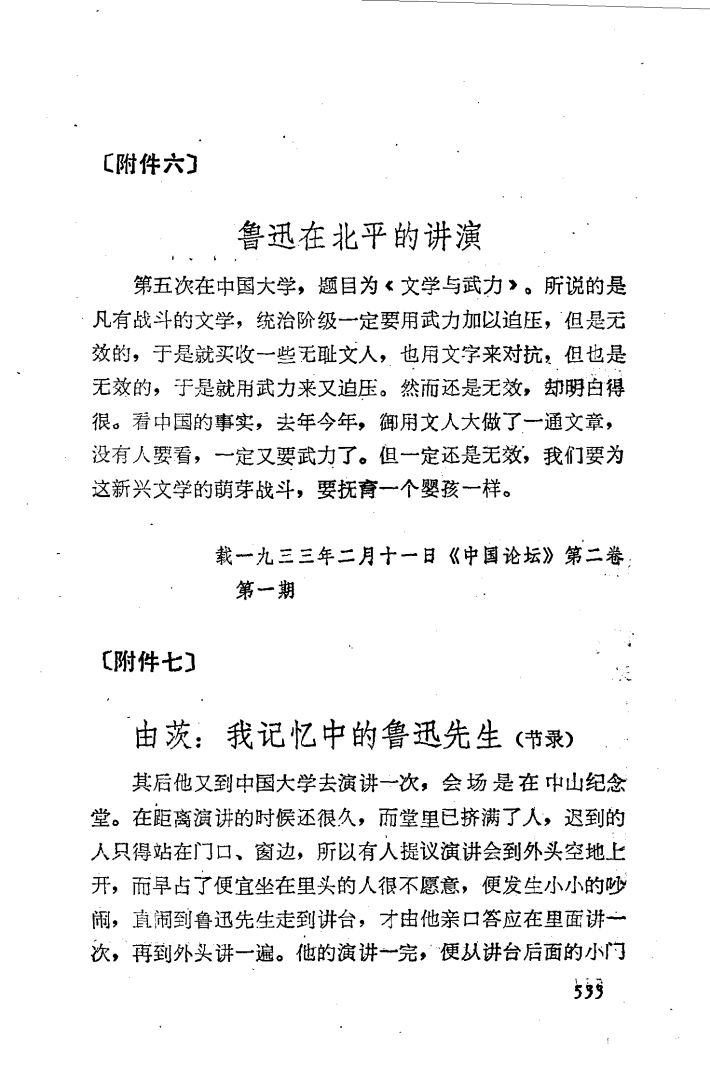 〔附件六〕
鲁迅在北平的讲演
第五次在中国大学，题目为《文学与武力》。所说的是
凡有战斗的文学，统治阶级一定要用武力加以迫压，但是无
效的，于是就买收一些无耻文人，也用文字来对抗，但也是
无效的，于是就用武力来又迫压。然而还是无效，却明白得
很。看中国的事实，去年今年，御用文人大做了一通文章，
没有人要看，一定又要武力了。但一定还是无效，我们要为
这新兴文学的萌芽战斗，要抚育一个婴孩一样。
载一九三三年二月十一日《中国论坛》第二卷
第一期
〔附件七〕
由茨：我记忆中的鲁迅先生（节录）
其后他又到中国大学去演讲一次，会场是在中山纪念
堂。在距离演讲的时候还很久，而堂里已挤满了人，迟到的
人只得站在门口、窗边，所以有人提议演讲会到外头空地上
开，而早占了便宜坐在里头的人很不愿意，便发生小小的吵
闹，直闹到鲁迅先生走到讲台，才由他亲口答应在里面讲一
次，再到外头讲一遍。他的演讲一完，便从讲台后面的小门
533